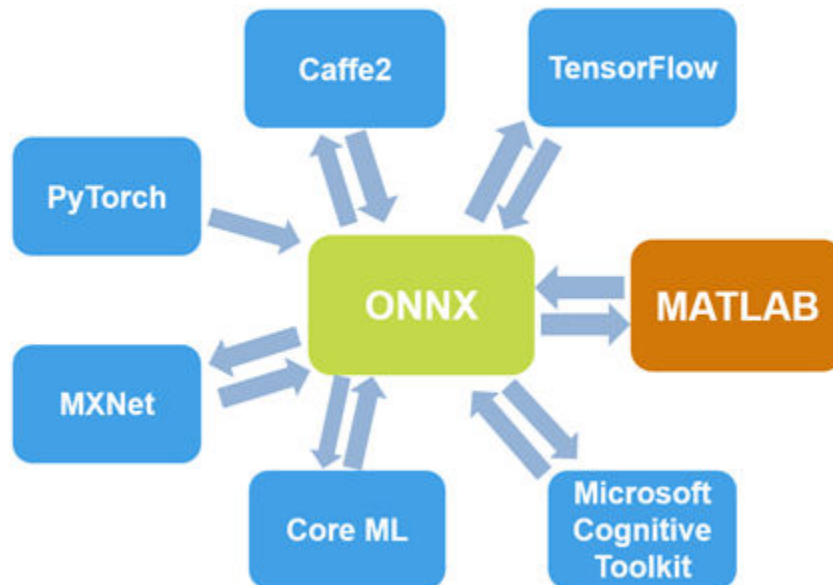 Caffe2
TensorFlow
PyTorch
ONNX
MATLAB
MXNet
Core ML
Microsoft
Cognitive
Toolkit